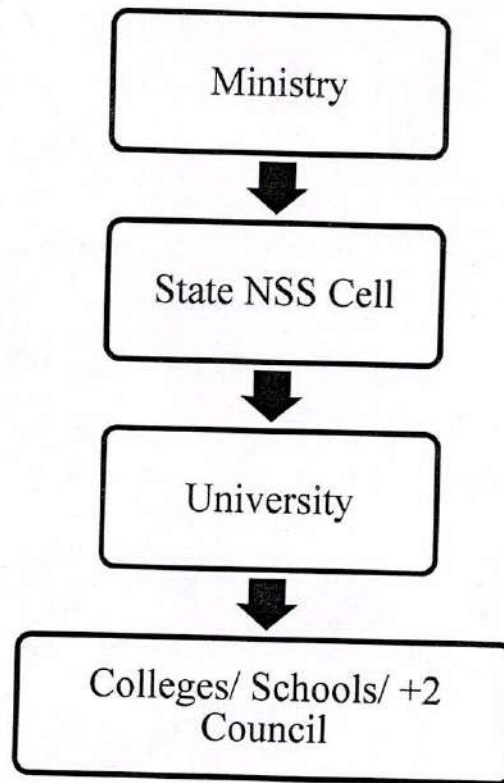 Ministry
State NSS Cell
University
Colleges/ Schools/ +2
Council